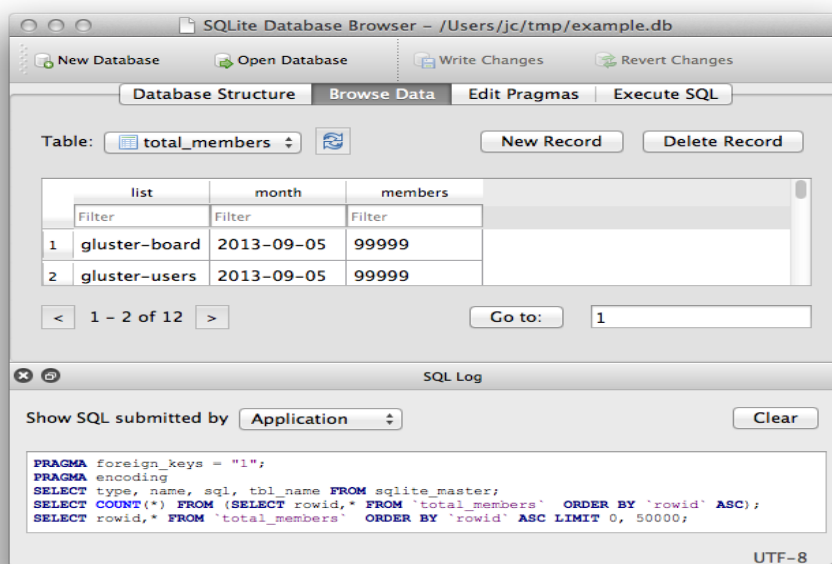 SQLite Database Browser - /Users/jc/tmp/example.db
New Database Open Database Write Changes Revert Changes
Database Structure Browse Data Edit Pragmas Execute SQL
Table: total_members New Record Delete Record
list month members
Filter Filter Filter
1 gluster-board 2013-09-05 99999
2 gluster-users 2013-09-05 99999
< 1 - 2 of 12 > Go to: 1
SQL Log
Show SQL submitted by Application Clear
PRAGMA foreign_keys = "1";
PRAGMA encoding
SELECT type, name, sql, tbl_name FROM sqlite_master;
SELECT COUNT(*) FROM (SELECT rowid,* FROM `total_members`  ORDER BY `rowid` ASC);
SELECT rowid,* FROM `total_members`  ORDER BY `rowid` ASC LIMIT 0, 50000;
UTF-8